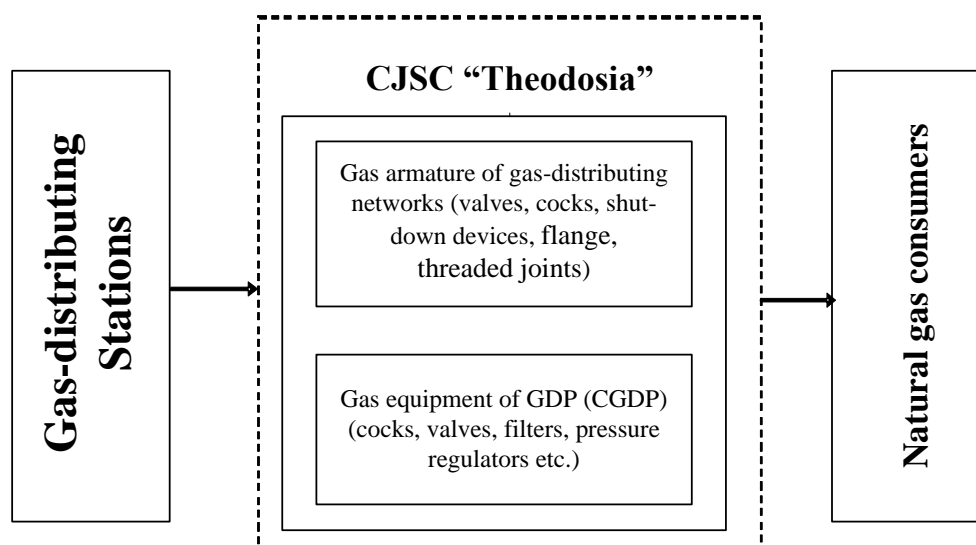 Gas-distributing
Stations
CJSC “Theodosia”
Gas armature of gas-distributing
networks (valves, cocks, shut-
down devices, flange,
threaded joints)
Gas equipment of GDP (CGDP)
(cocks, valves, filters, pressure
regulators etc.)
Natural gas consumers